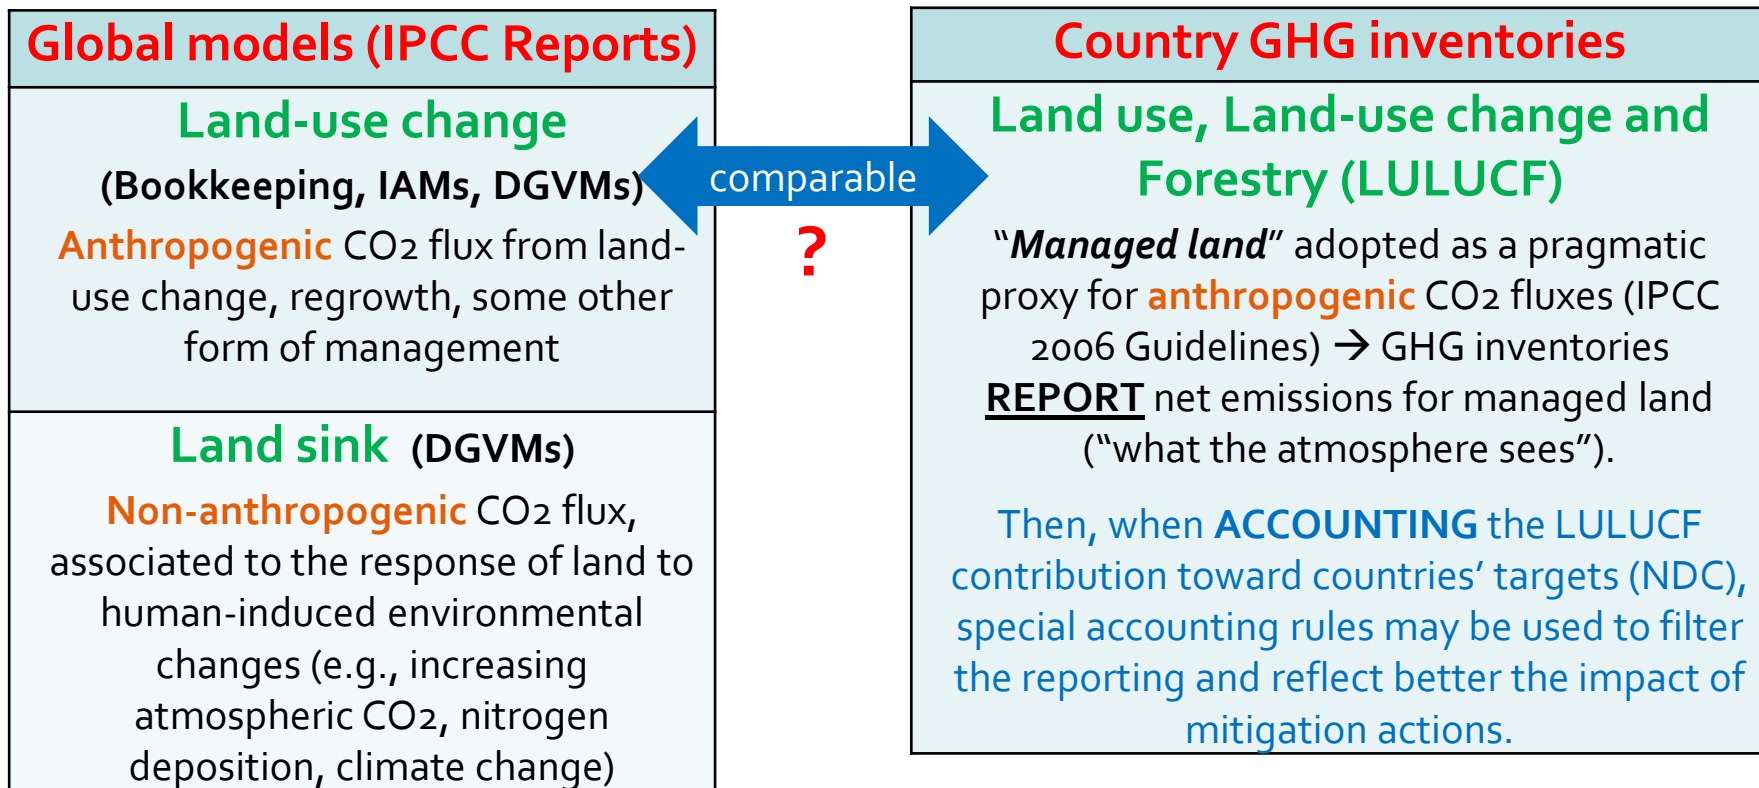 Global models (IPCC Reports)
Land-use change
(Bookkeeping, IAMs, DGVMs)
Anthropogenic CO2 flux from land-
use change, regrowth, some other
form of management
Land sink (DGVMs)
Non-anthropogenic CO2 flux,
associated to the response of land to
human-induced environmental
changes (e.g., increasing
atmospheric CO2, nitrogen
deposition, climate change)
comparable
?
Country GHG inventories
Land use, Land-use change and
Forestry (LULUCF)
“Managed land” adopted as a pragmatic
proxy for anthropogenic CO2 fluxes (IPCC
2006 Guidelines) → GHG inventories
REPORT net emissions for managed land
(“what the atmosphere sees”).
Then, when ACCOUNTING the LULUCF
contribution toward countries’ targets (NDC),
special accounting rules may be used to filter
the reporting and reflect better the impact of
mitigation actions.